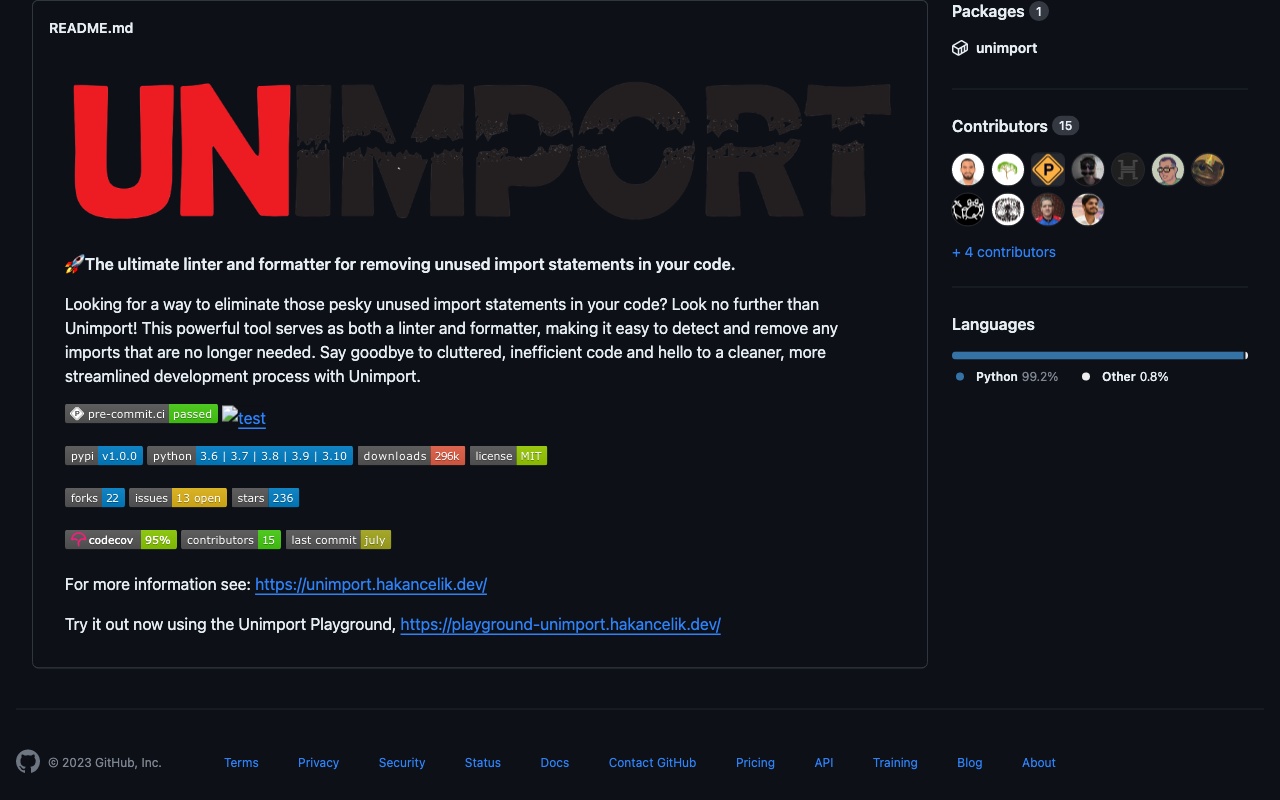 README.md
UNIMPORT
🚀The ultimate linter and formatter for removing unused import statements in your code.
Looking for a way to eliminate those pesky unused import statements in your code? Look no further than
Unimport! This powerful tool serves as both a linter and formatter, making it easy to detect and remove any
imports that are no longer needed. Say goodbye to cluttered, inefficient code and hello to a cleaner, more
streamlined development process with Unimport.
pre-commit.ci passed test
pypi v1.0.0 python 3.6 | 3.7 | 3.8 | 3.9 | 3.10 downloads 296k license MIT
forks 22 issues 13 open stars 236
codecov 95% contributors 15 last commit july
For more information see: https://unimport.hakancelik.dev/
Try it out now using the Unimport Playground, https://playground-unimport.hakancelik.dev/
Packages 1
unimport
Contributors 15
+ 4 contributors
Languages
Python 99.2% Other 0.8%
© 2023 GitHub, Inc. Terms Privacy Security Status Docs Contact GitHub Pricing API Training Blog About